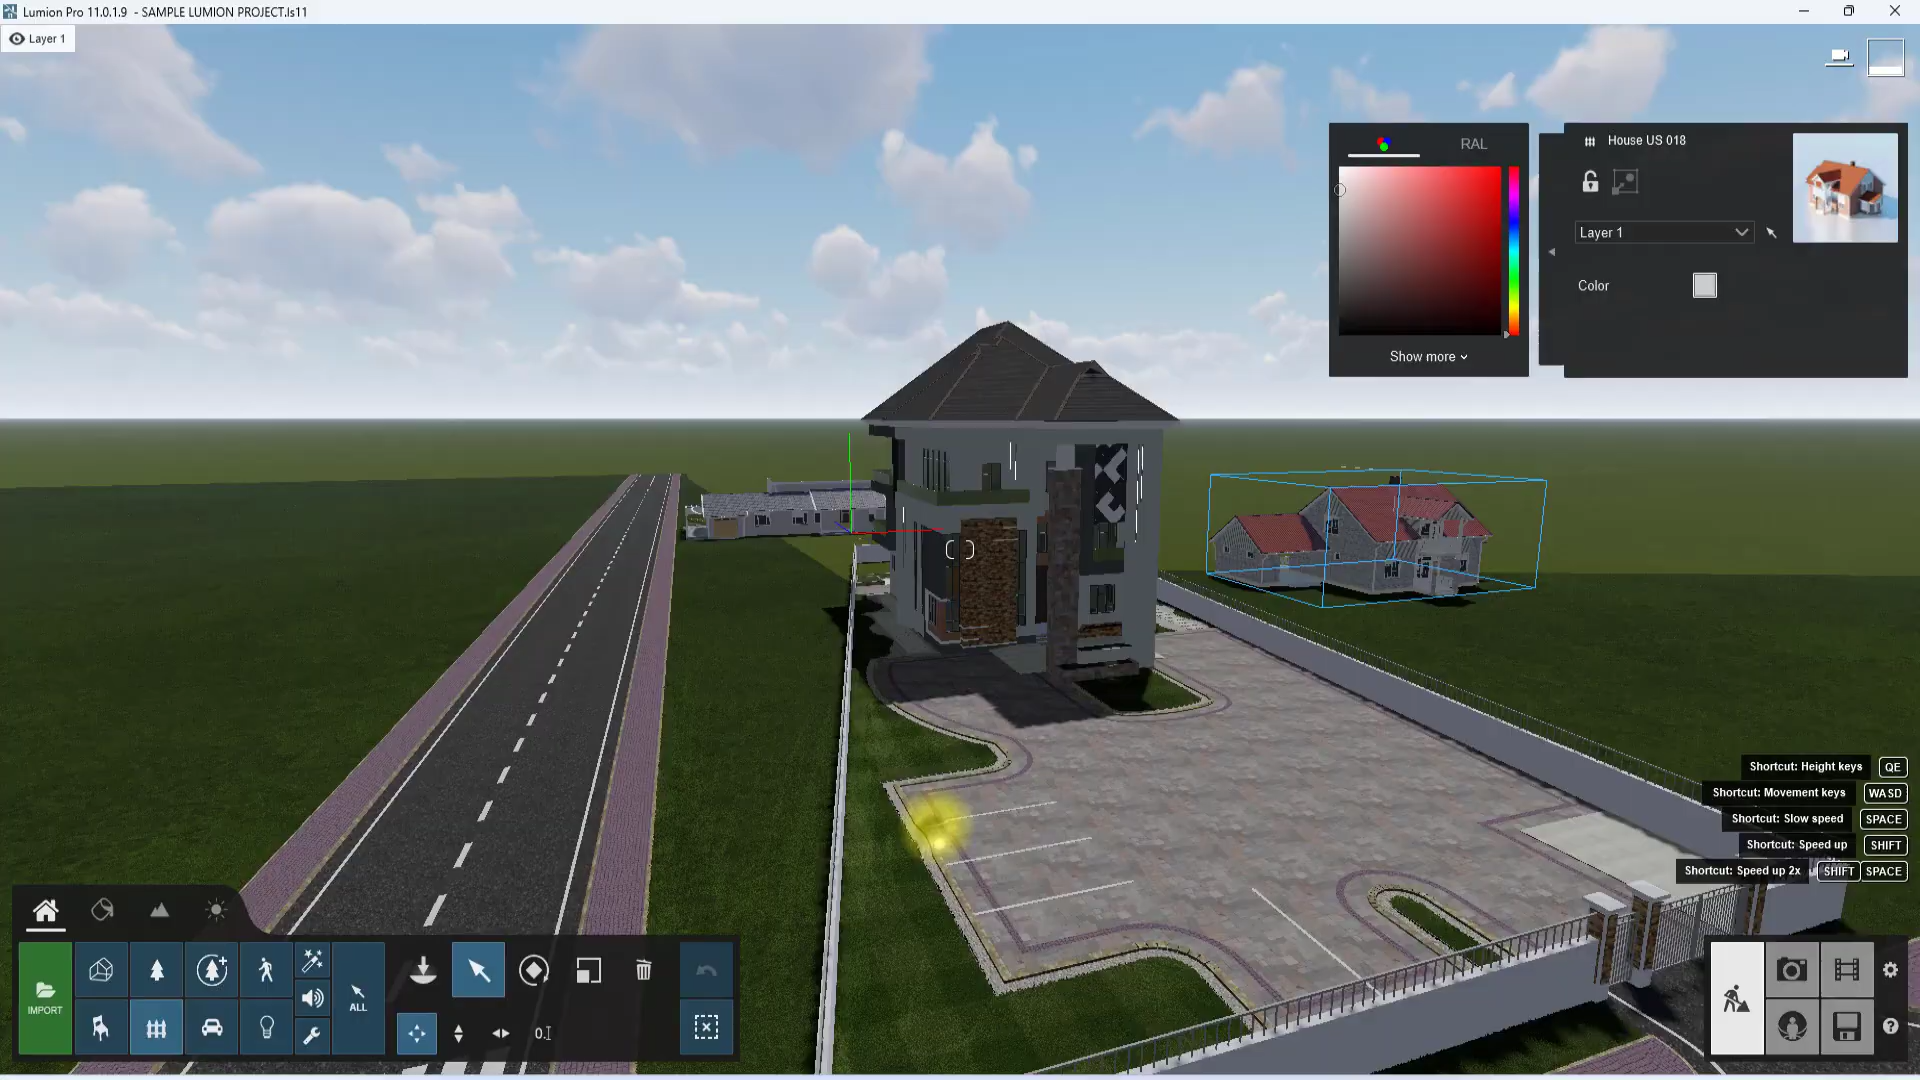 Lumion Pro 11.0.1.9 - SAMPLE LUMION PROJECT.ls11
Layer 1
RAL
Show more
House US 018
Layer 1
Color
Shortcut: Height keys QE
Shortcut: Movement keys WASD
Shortcut: Slow speed SPACE
Shortcut: Speed up SHIFT
Shortcut: Speed up 2x SHIFT SPACE
IMPORT
ALL
?